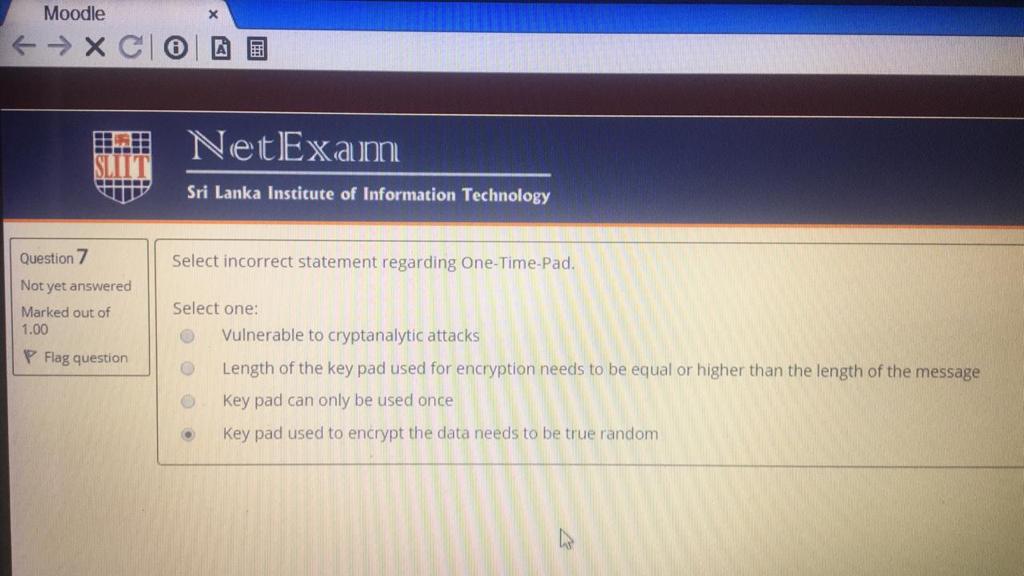 Moodle
SLIIT
NetExam
Sri Lanka Institute of Information Technology
Question 7
Not yet answered
Marked out of
1.00
Flag question
Select incorrect statement regarding One-Time-Pad.
Select one:
Vulnerable to cryptanalytic attacks
Length of the key pad used for encryption needs to be equal or higher than the length of the message
Key pad can only be used once
Key pad used to encrypt the data needs to be true random